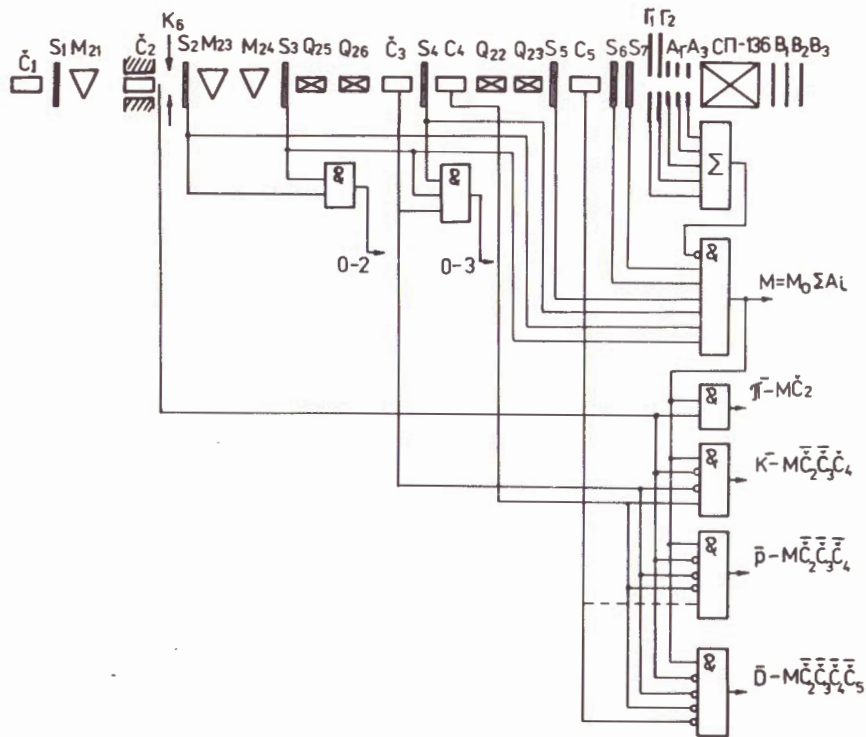 K₆
Č₁ S₁ M₂₁ Č₂ S₂ M₂₃ M₂₄ S₃ Q₂₅ Q₂₆ Č₃ S₄ C₄ Q₂₂ Q₂₃ S₅ C₅ S₆ S₇ Г₁ Г₂ A₁ A₃ СП-136 B₁ B₂ B₃
Σ
&
&
0-2
0-3
&
M=M₀ΣAᵢ
&
π̄-MČ₂
&
K̄-MČ̅₂Č̅₃Č₄
&
p̄-MČ̅₂Č̅₃Č̅₄
&
D̄-MČ̅₂Č̅₃Č̅₄Č̅₅